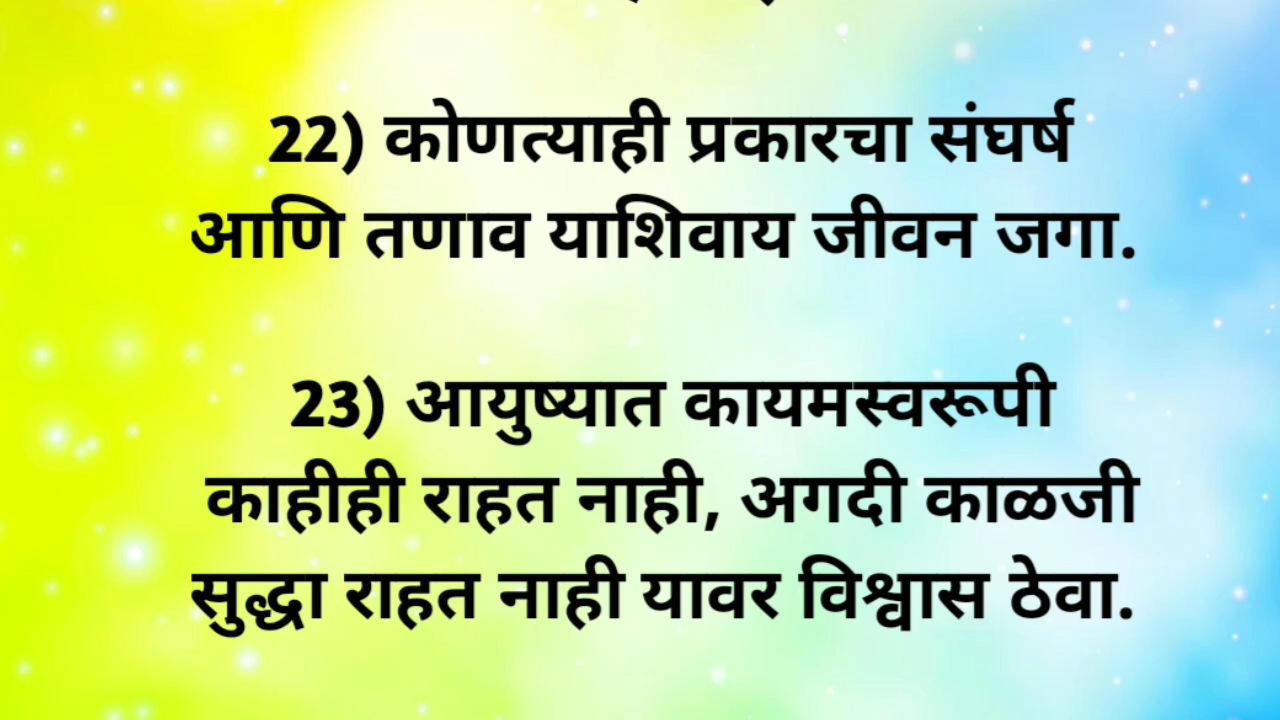 22) कोणत्याही प्रकारचा संघर्ष
आणि तणाव याशिवाय जीवन जगा.
23) आयुष्यात कायमस्वरूपी
काहीही राहत नाही, अगदी काळजी
सुद्धा राहत नाही यावर विश्वास ठेवा.